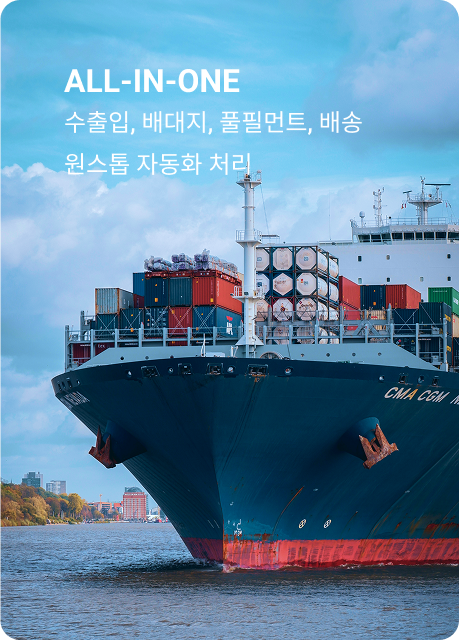 ALL-IN-ONE
수출입, 배대지, 풀필먼트, 배송
원스톱 자동화 처리
CMA CGM